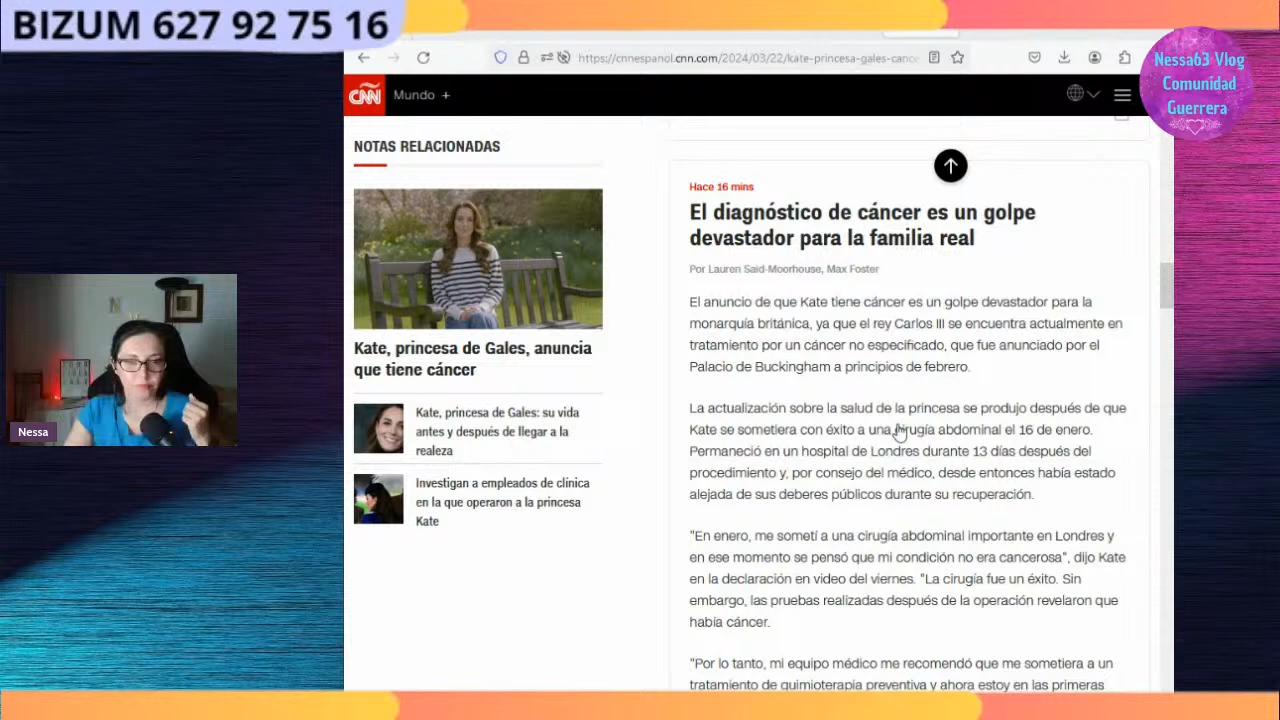 BIZUM 627 92 75 16
https://cnnespanol.cnn.com/2024/03/22/kate-princesa-gales-cance
Nessa63 Vlog
Comunidad
Guerrera
CNN
Mundo +
NOTAS RELACIONADAS
Kate, princesa de Gales, anuncia
que tiene cáncer
Kate, princesa de Gales: su vida
antes y después de llegar a la
realeza
Investigan a empleados de clínica
en la que operaron a la princesa
Kate
Hace 16 mins
El diagnóstico de cáncer es un golpe
devastador para la familia real
Por Lauren Said-Moorhouse, Max Foster
El anuncio de que Kate tiene cáncer es un golpe devastador para la
monarquía británica, ya que el rey Carlos III se encuentra actualmente en
tratamiento por un cáncer no especificado, que fue anunciado por el
Palacio de Buckingham a principios de febrero.
La actualización sobre la salud de la princesa se produjo después de que
Kate se sometiera con éxito a una cirugía abdominal el 16 de enero.
Permaneció en un hospital de Londres durante 13 días después del
procedimiento y, por consejo del médico, desde entonces había estado
alejada de sus deberes públicos durante su recuperación.
"En enero, me sometí a una cirugía abdominal importante en Londres y
en ese momento se pensó que mi condición no era cancerosa", dijo Kate
en la declaración en video del viernes. "La cirugía fue un éxito. Sin
embargo, las pruebas realizadas después de la operación revelaron que
había cáncer.
"Por lo tanto, mi equipo médico me recomendó que me sometiera a un
tratamiento de quimioterapia preventiva y ahora estoy en las primeras
Nessa